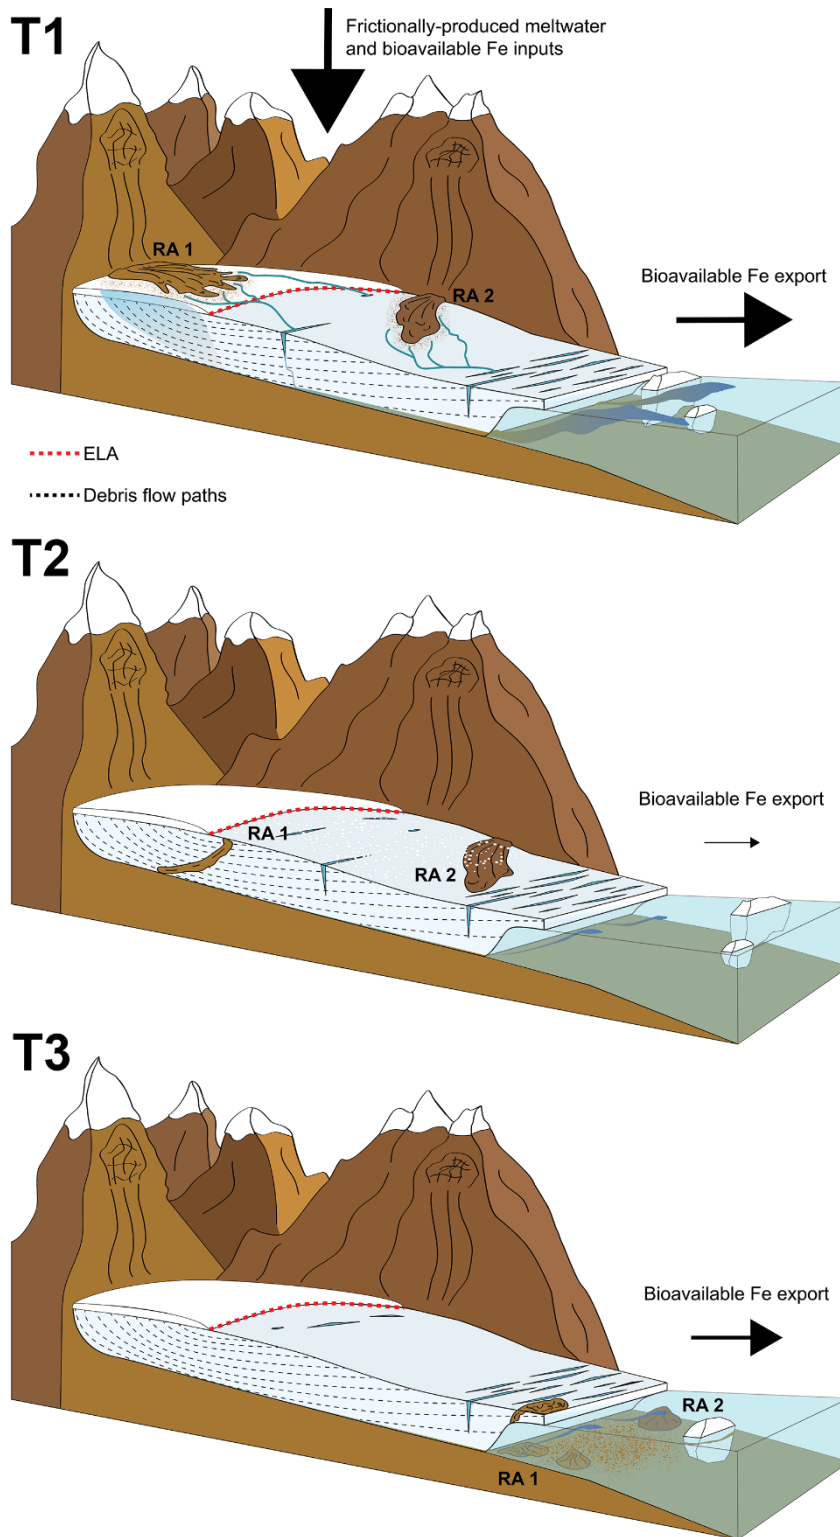 T1
Frictionally-produced meltwater
and bioavailable Fe inputs
RA 1
RA 2
Bioavailable Fe export
ELA
Debris flow paths
T2
Bioavailable Fe export
RA 1
RA 2
T3
Bioavailable Fe export
RA 2
RA 1